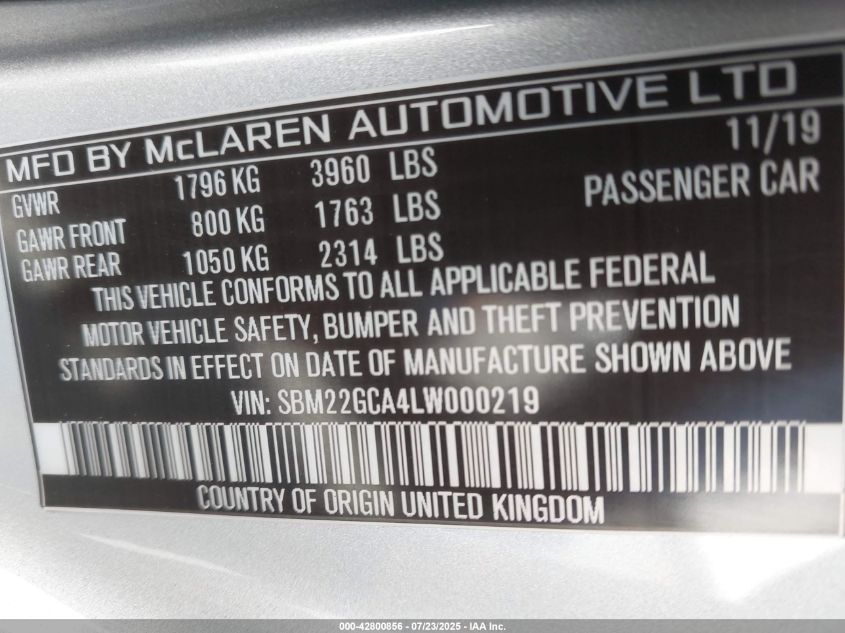 MFD BY McLAREN AUTOMOTIVE LTD
11/19
GVWR 1796 KG 3960 LBS
PASSENGER CAR
GAWR FRONT 800 KG 1763 LBS
GAWR REAR 1050 KG 2314 LBS
THIS VEHICLE CONFORMS TO ALL APPLICABLE FEDERAL
MOTOR VEHICLE SAFETY, BUMPER AND THEFT PREVENTION
STANDARDS IN EFFECT ON DATE OF MANUFACTURE SHOWN ABOVE
VIN: SBM22GCA4LW000219
COUNTRY OF ORIGIN UNITED KINGDOM
000-42800856 - 07/23/2025 - IAA Inc.